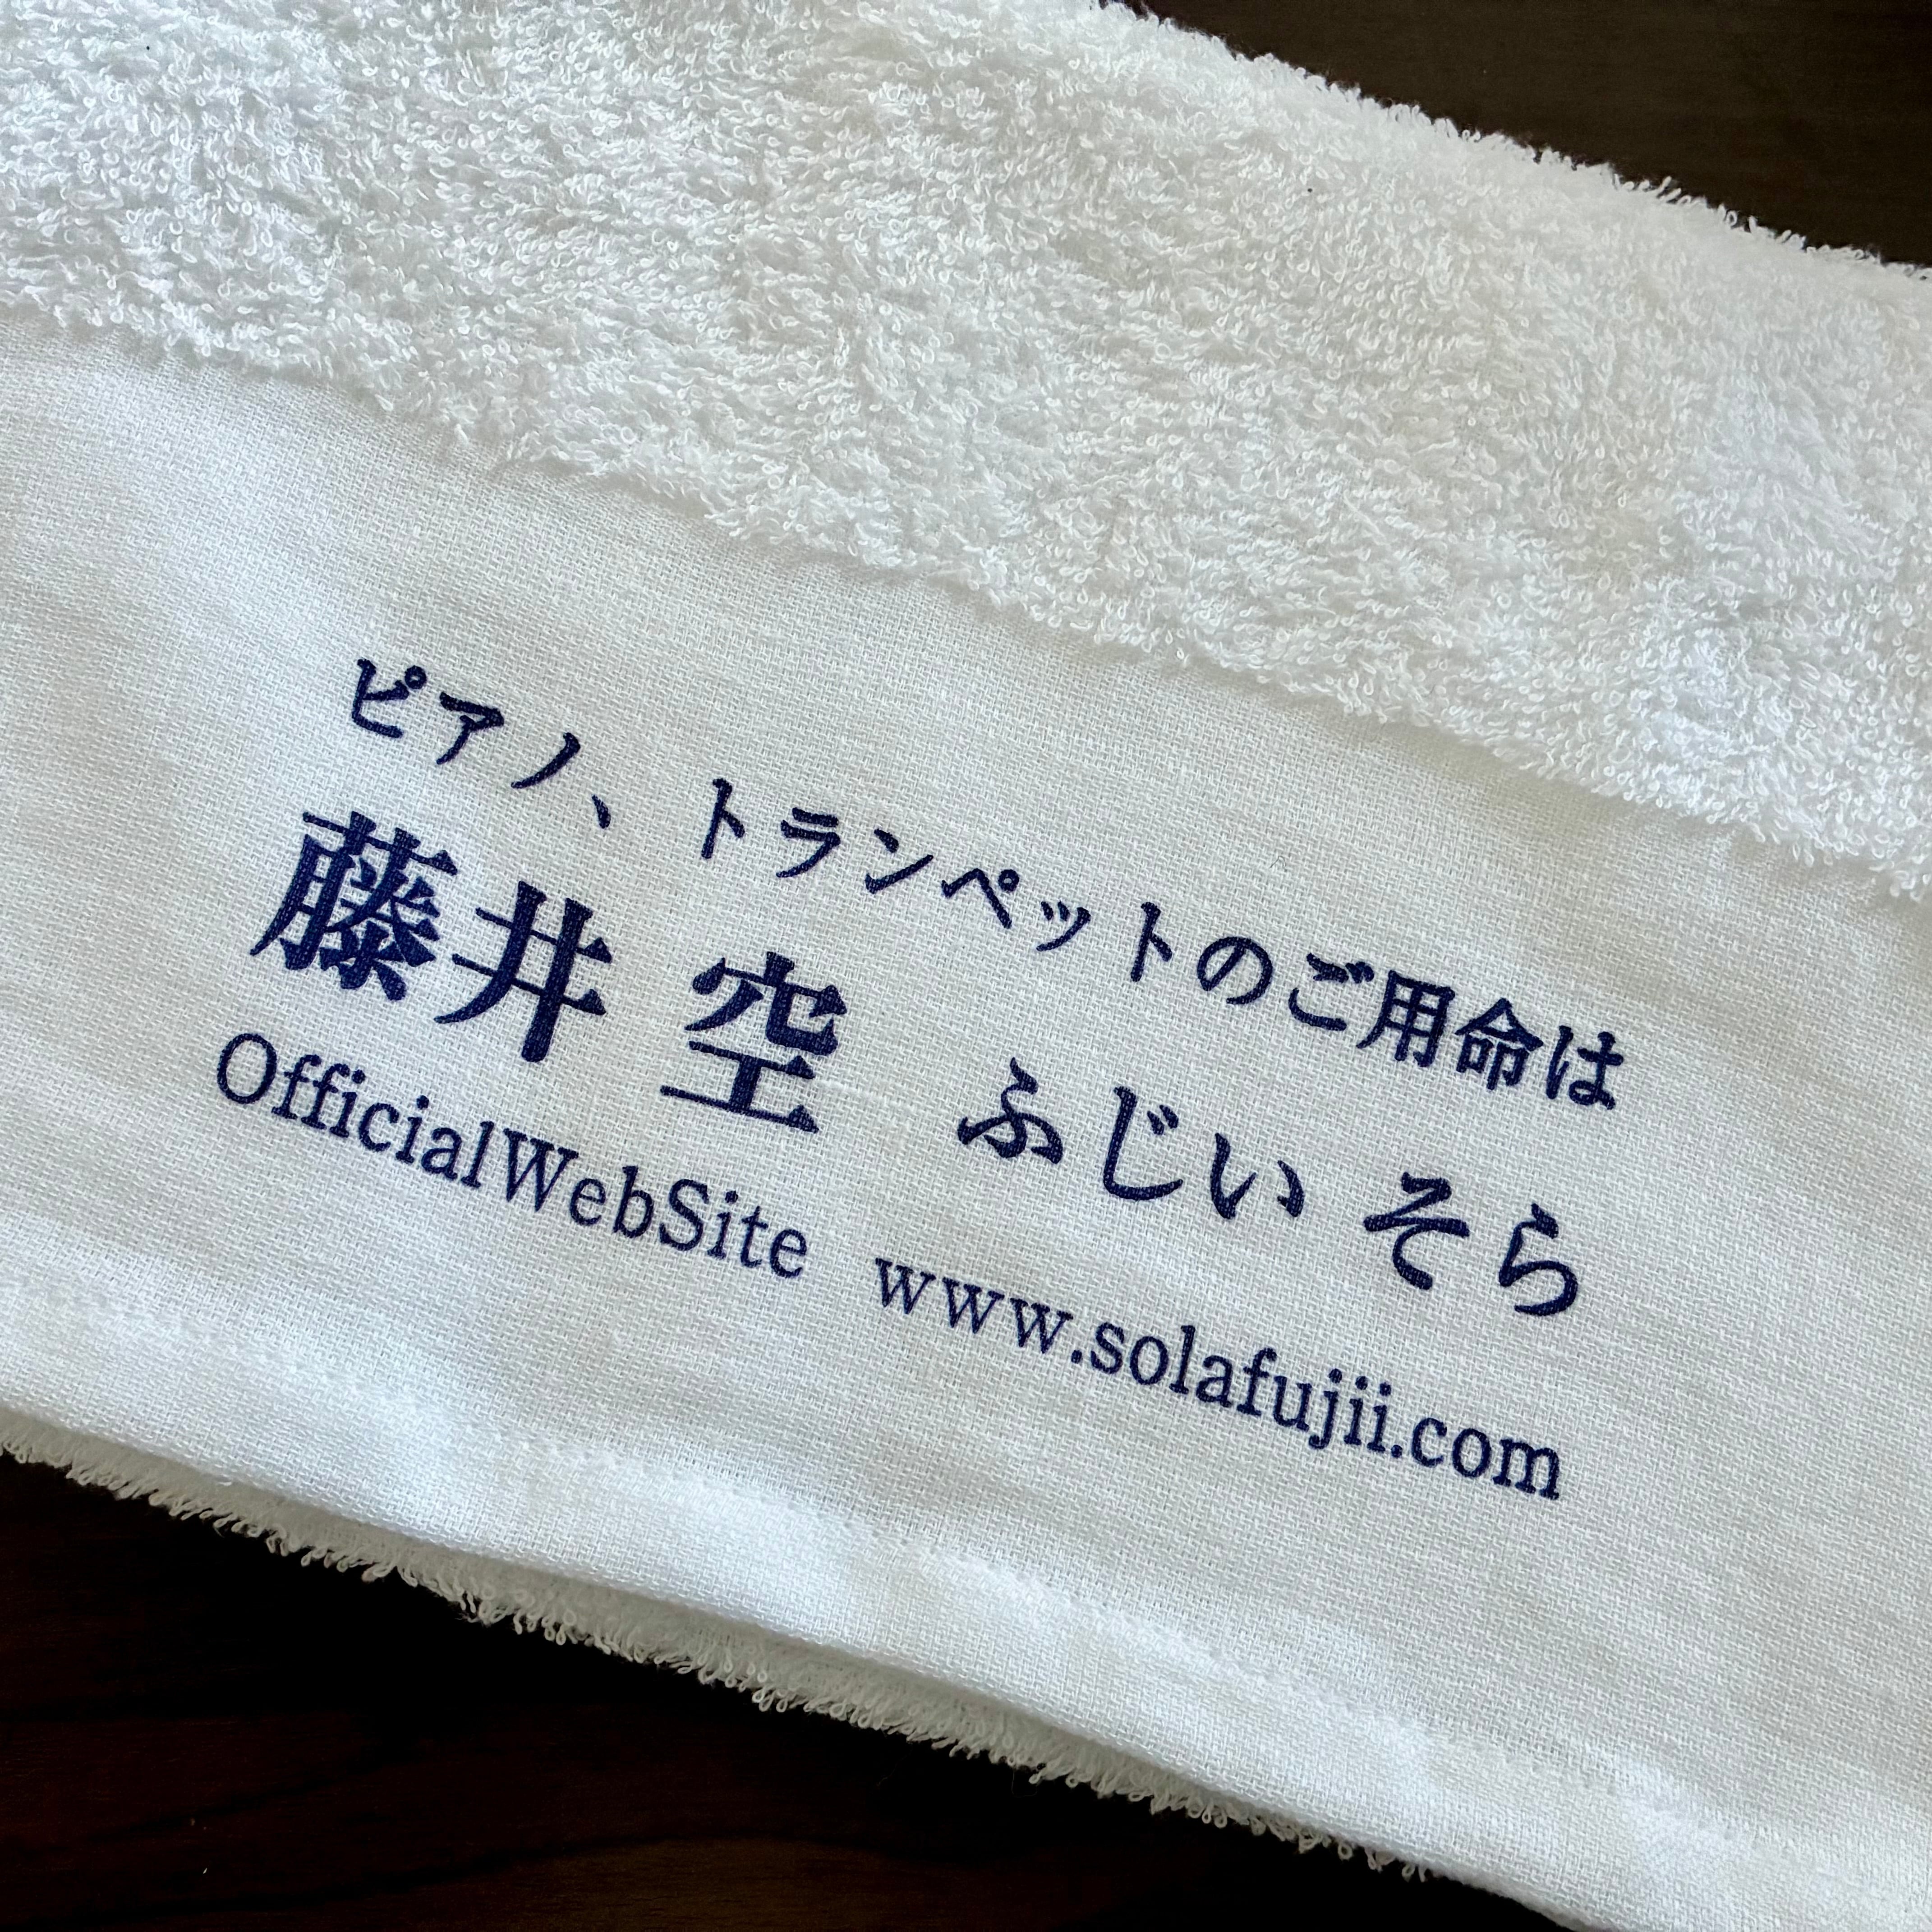 ピアノ、トランペットのご用命は
藤井 空 ふじい そら
OfficialWebSite www.solafujii.com